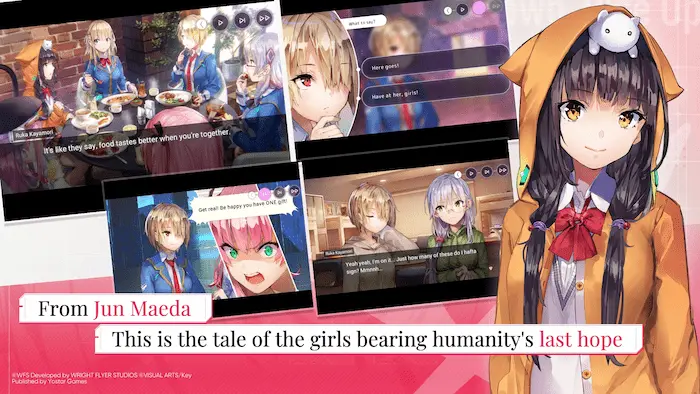 Ruka Kayamori
It's like they say, food tastes better when you're together.
What to say?
Here goes!
Have at her, girls!
Get real! Be happy you have ONE gift!
Ruka Kayamori
Yeah yeah, I'm on it... Just how many of these do I hafta
sign? Mmnnh...
From Jun Maeda
This is the tale of the girls bearing humanity's last hope
©WFS Developed by WRIGHT FLYER STUDIOS ©VISUAL ARTS/Key
Published by Yostar Games